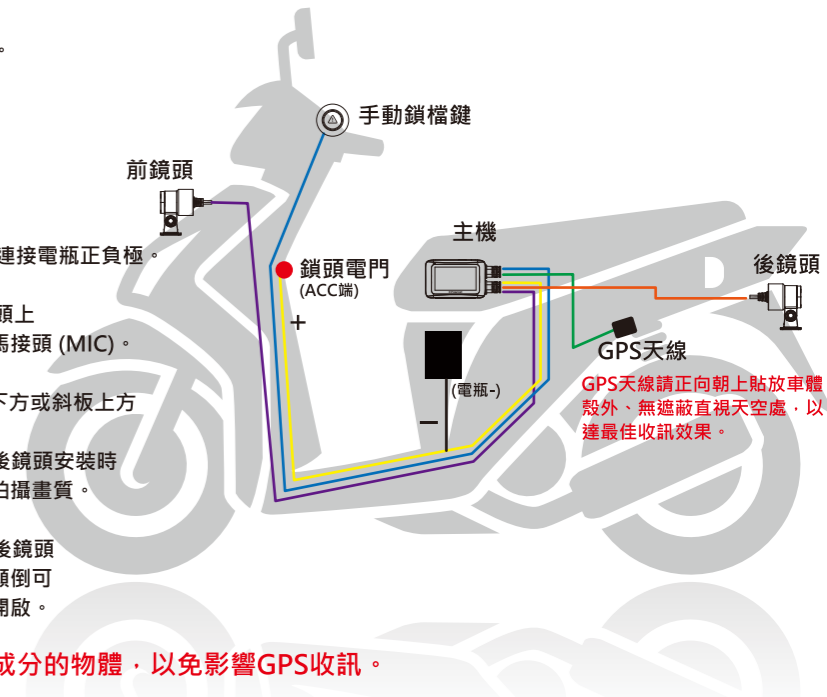 。
手動鎖檔鍵
前鏡頭
主機
連接電瓶正負極。
鎖頭電門
(ACC端)
後鏡頭
頭上
+
接頭 (MIC)。
GPS天線
(電瓶-)
GPS天線請正向朝上貼放車體
殼外、無遮蔽直視天空處,以
達最佳收訊效果。
下方或斜板上方
−
後鏡頭安裝時
拍攝畫質。
後鏡頭
顛倒可
開啟。
成分的物體,以免影響GPS收訊。